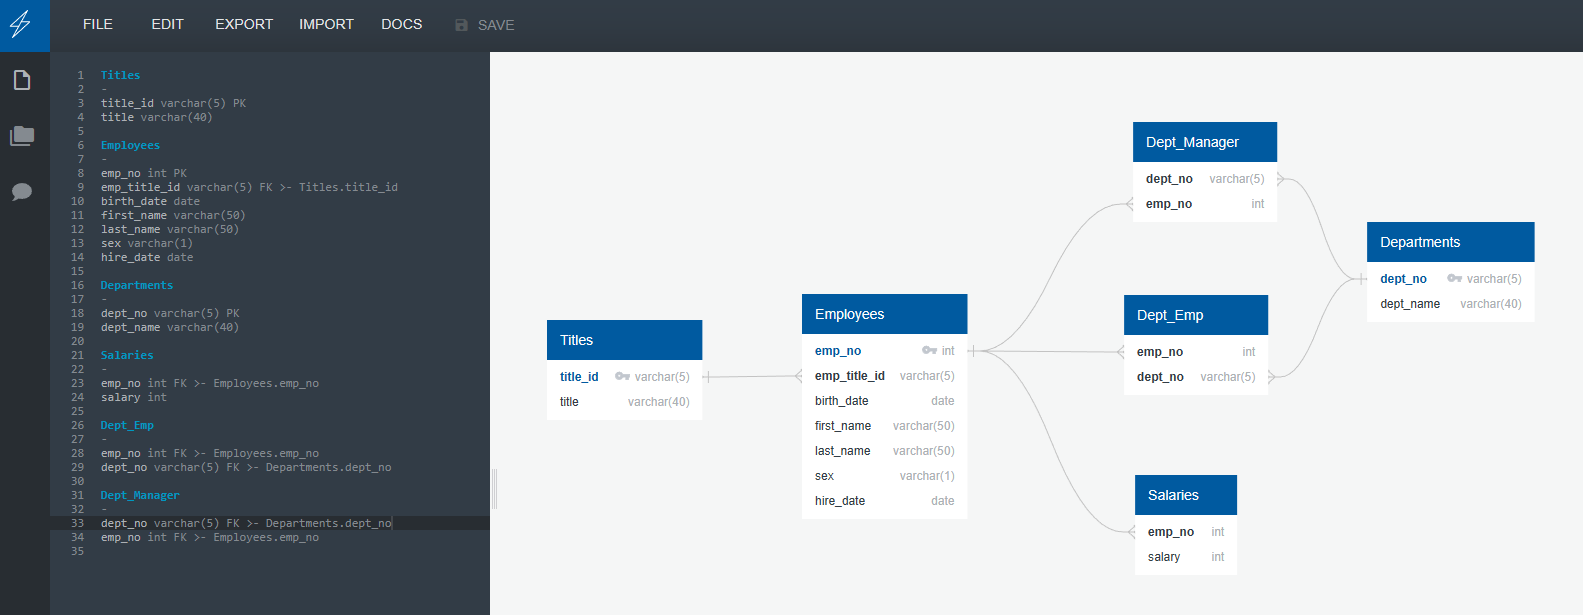 FILE EDIT EXPORT IMPORT DOCS SAVE
1 Titles
2 -
3 title_id varchar(5) PK
4 title varchar(40)
5
6 Employees
7 -
8 emp_no int PK
9 emp_title_id varchar(5) FK >- Titles.title_id
10 birth_date date
11 first_name varchar(50)
12 last_name varchar(50)
13 sex varchar(1)
14 hire_date date
15
16 Departments
17 -
18 dept_no varchar(5) PK
19 dept_name varchar(40)
20
21 Salaries
22 -
23 emp_no int FK >- Employees.emp_no
24 salary int
25
26 Dept_Emp
27 -
28 emp_no int FK >- Employees.emp_no
29 dept_no varchar(5) FK >- Departments.dept_no
30
31 Dept_Manager
32 -
33 dept_no varchar(5) FK >- Departments.dept_no
34 emp_no int FK >- Employees.emp_no
35
Titles
title_id varchar(5)
title varchar(40)
Employees
emp_no int
emp_title_id varchar(5)
birth_date date
first_name varchar(50)
last_name varchar(50)
sex varchar(1)
hire_date date
Dept_Manager
dept_no varchar(5)
emp_no int
Dept_Emp
emp_no int
dept_no varchar(5)
Salaries
emp_no int
salary int
Departments
dept_no varchar(5)
dept_name varchar(40)